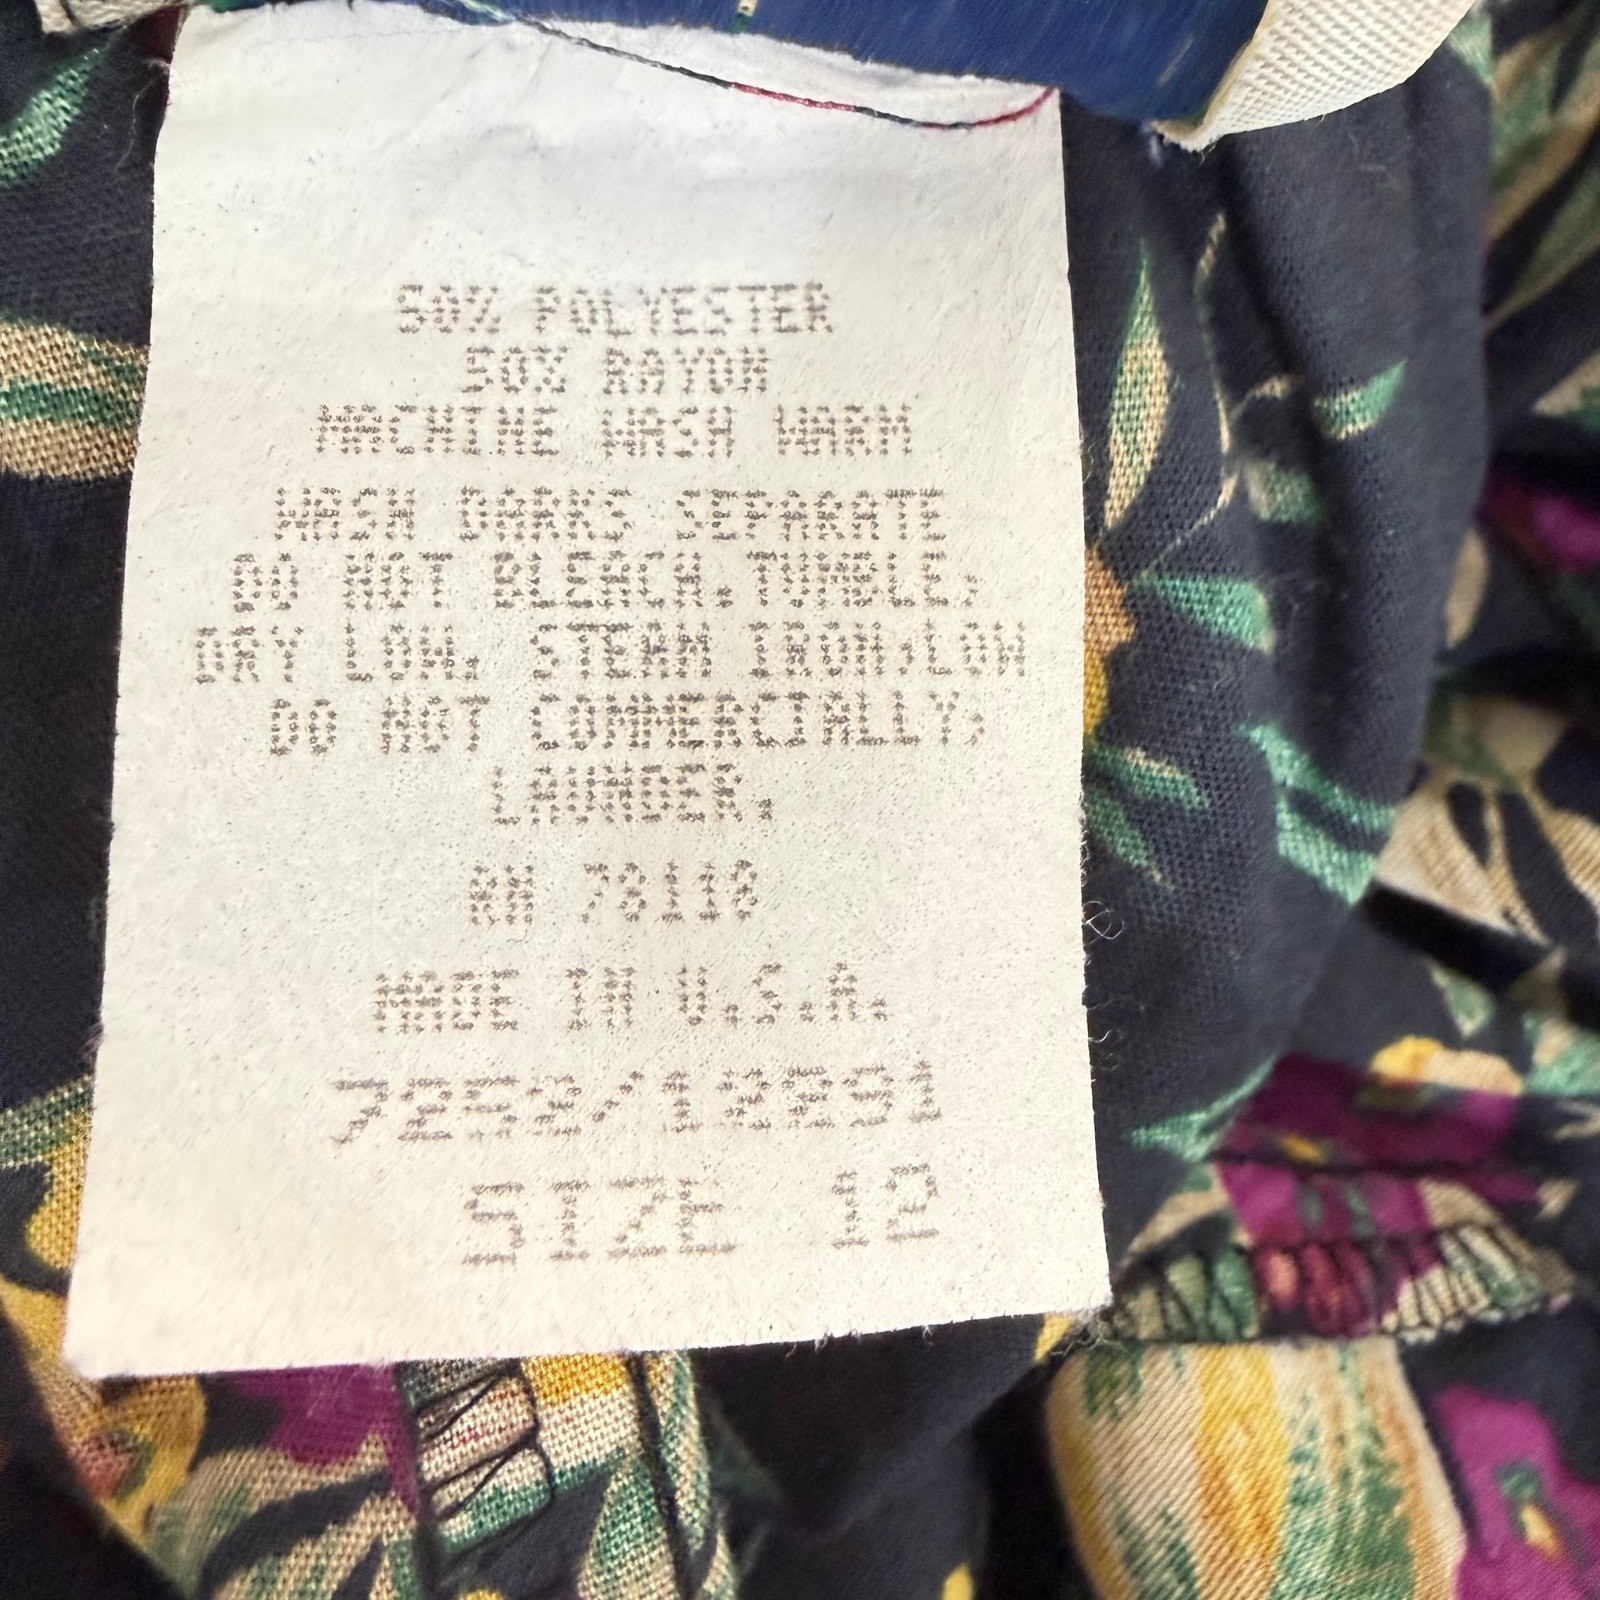 50% POLYESTER
50% RAYON
MACHINE WASH WARM
WASH DARKS SEPARATE,
DO NOT BLEACH, TUMBLE,
DRY LOW, STEAM IRON, LOW
DO NOT COMMERCIALLY,
LAUNDER,
RN 73118
MADE IN U.S.A.
SIZE 12